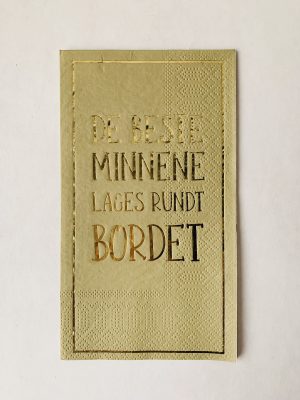 DE BESTE
MINNENE
LAGES RUNDT
BORDET